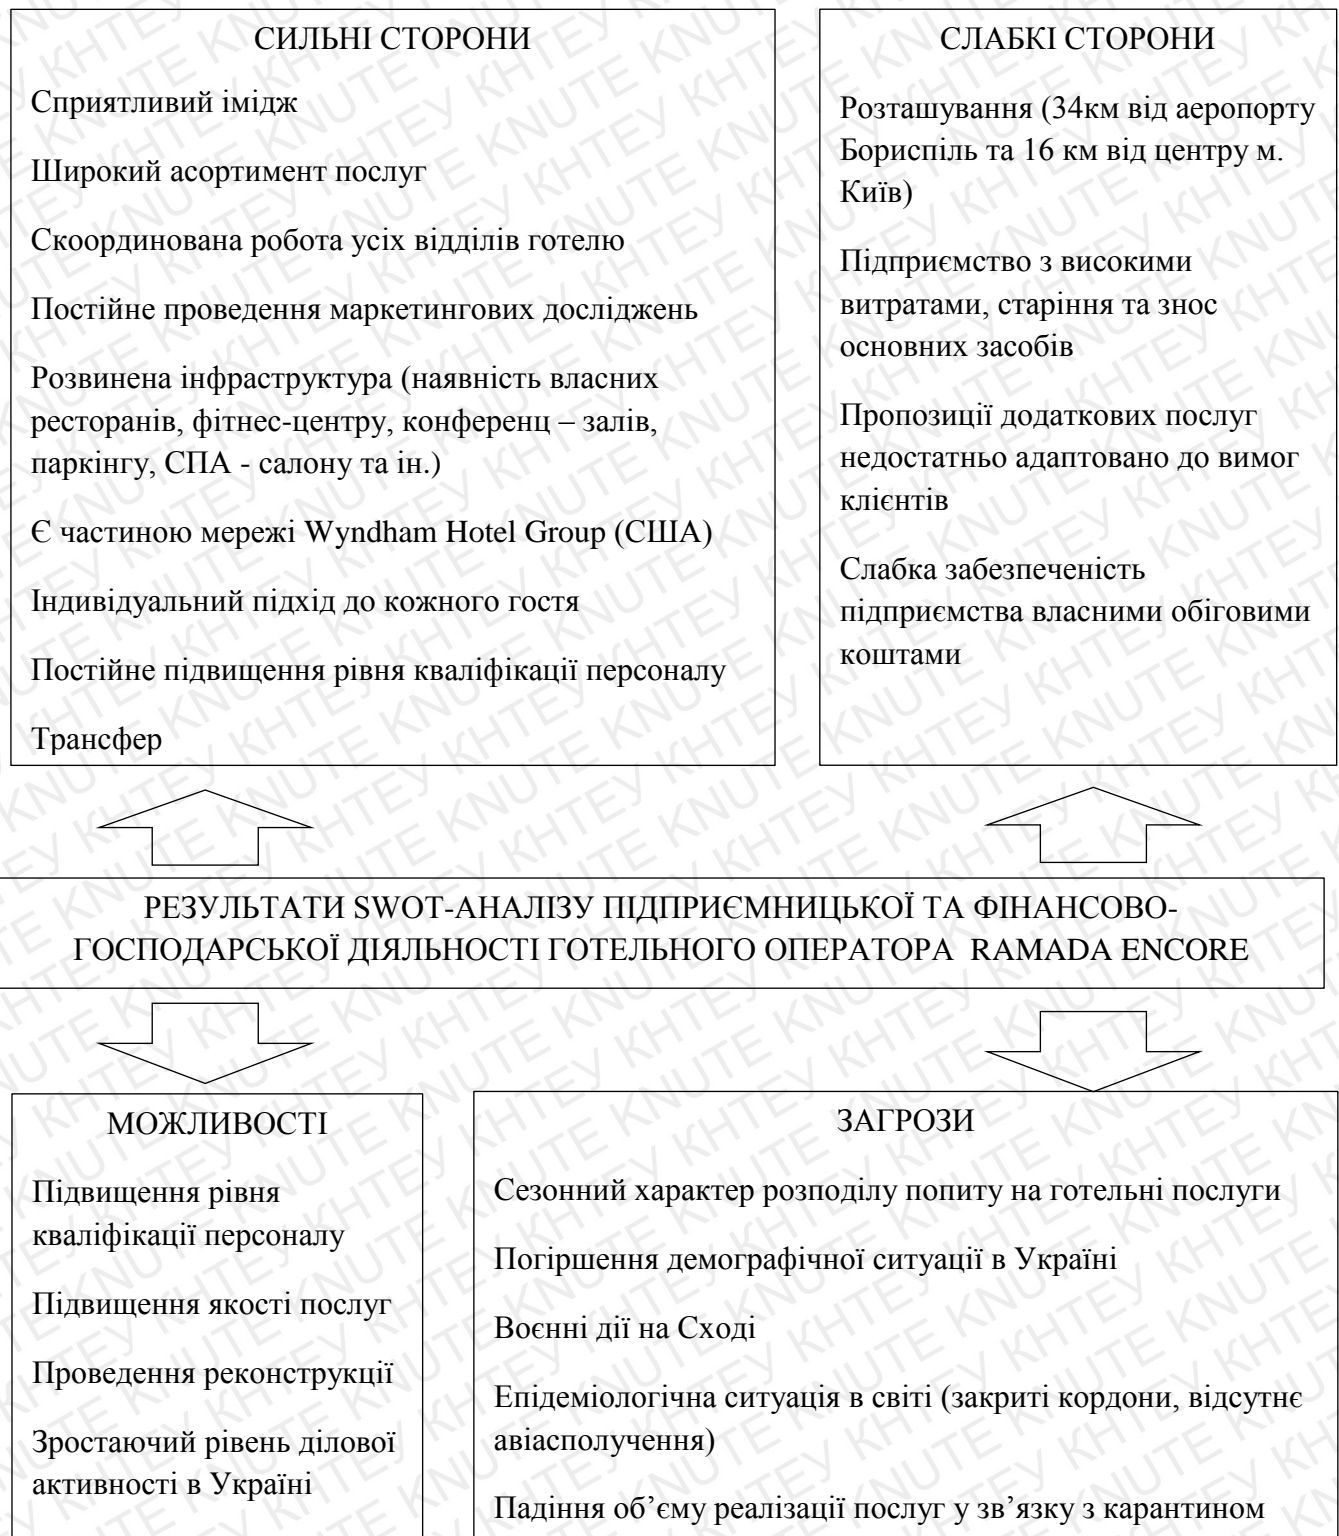 СИЛЬНІ СТОРОНИ
Сприятливий імідж
Широкий асортимент послуг
Скоординована робота усіх відділів готелю
Постійне проведення маркетингових досліджень
Розвинена інфраструктура (наявність власних
ресторанів, фітнес-центру, конференц – залів,
паркінгу, СПА - салону та ін.)
Є частиною мережі Wyndham Hotel Group (США)
Індивідуальний підхід до кожного гостя
Постійне підвищення рівня кваліфікації персоналу
Трансфер
СЛАБКІ СТОРОНИ
Розташування (34км від аеропорту
Бориспіль та 16 км від центру м.
Київ)
Підприємство з високими
витратами, старіння та знос
основних засобів
Пропозиції додаткових послуг
недостатньо адаптовано до вимог
клієнтів
Слабка забезпеченість
підприємства власними обіговими
коштами
РЕЗУЛЬТАТИ SWOT-АНАЛІЗУ ПІДПРИЄМНИЦЬКОЇ ТА ФІНАНСОВО-
ГОСПОДАРСЬКОЇ ДІЯЛЬНОСТІ ГОТЕЛЬНОГО ОПЕРАТОРА RAMADA ENCORE
МОЖЛИВОСТІ
Підвищення рівня
кваліфікації персоналу
Підвищення якості послуг
Проведення реконструкції
Зростаючий рівень ділової
активності в Україні
ЗАГРОЗИ
Сезонний характер розподілу попиту на готельні послуги
Погіршення демографічної ситуації в Україні
Воєнні дії на Сході
Епідеміологічна ситуація в світі (закриті кордони, відсутнє
авіасполучення)
Падіння об’єму реалізації послуг у зв’язку з карантином